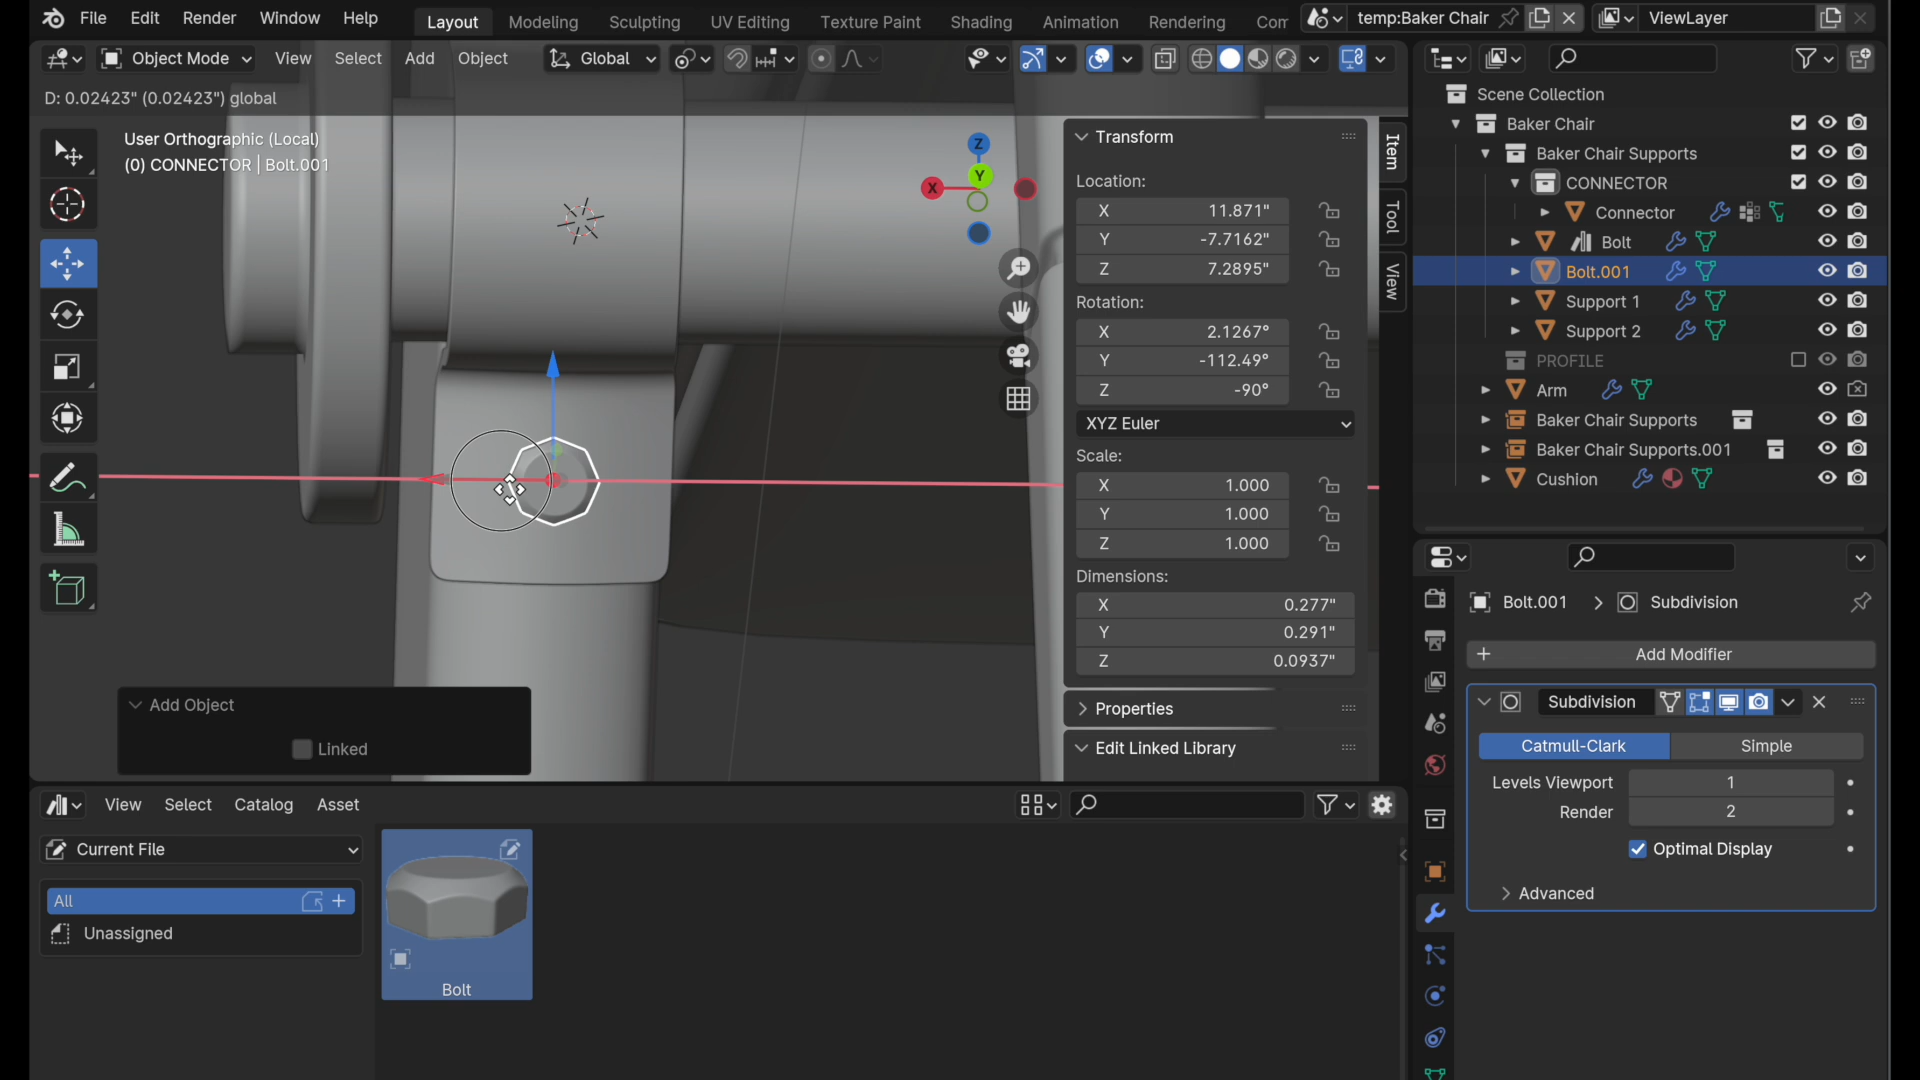 File Edit Render Window Help
Layout Modeling Sculpting UV Editing Texture Paint Shading Animation Rendering Com
temp:Baker Chair ViewLayer
Object Mode View Select Add Object Global
D: 0.02423" (0.02423") global
User Orthographic (Local)
(0) CONNECTOR | Bolt.001
Z
Y
X
Transform
Location:
X 11.871"
Y -7.7162"
Z 7.2895"
Rotation:
X 2.1267°
Y -112.49°
Z -90°
XYZ Euler
Scale:
X 1.000
Y 1.000
Z 1.000
Dimensions:
X 0.277"
Y 0.291"
Z 0.0937"
Properties
Edit Linked Library
Item
Tool
View
Add Object
Linked
Scene Collection
Baker Chair
Baker Chair Supports
CONNECTOR
Connector
Bolt
Bolt.001
Support 1
Support 2
PROFILE
Arm
Baker Chair Supports
Baker Chair Supports.001
Cushion
Bolt.001 Subdivision
Add Modifier
Subdivision
Catmull-Clark Simple
Levels Viewport 1
Render 2
Optimal Display
Advanced
View Select Catalog Asset
Current File
All
Unassigned
Bolt